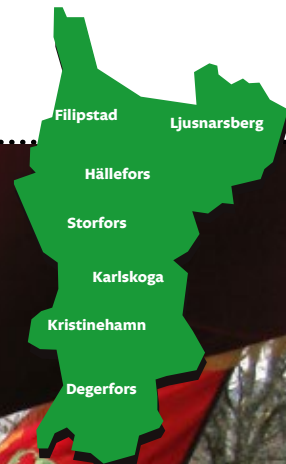 Filipstad
Ljusnarsberg
Hällefors
Storfors
Karlskoga
Kristinehamn
Degerfors